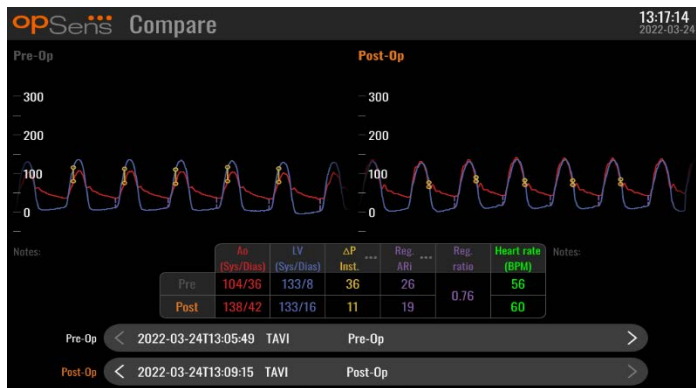 opSens Compare 13:17:14
2022-03-24
Pre-Op Post-Op
300 300
200 200
100 100
0 0
Notes: Ao LV ΔP ... Reg. ... Reg. Heart rate Notes:
(Sys/Dias) (Sys/Dias) Inst. ARi ratio (BPM)
Pre 104/36 133/8 36 26 56
0.76
Post 138/42 133/16 11 19 60
Pre-Op < 2022-03-24T13:05:49 TAVI Pre-Op >
Post-Op < 2022-03-24T13:09:15 TAVI Post-Op >